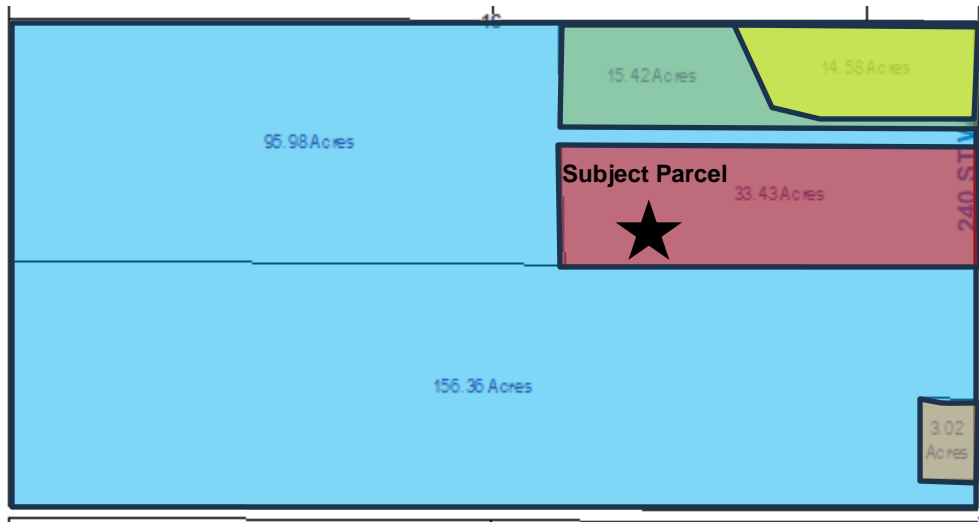 16
15.42 Acres
14.58 Acres
95.98 Acres
Subject Parcel
33.43 Acres
240 ST W
156.36 Acres
3.02
Acres